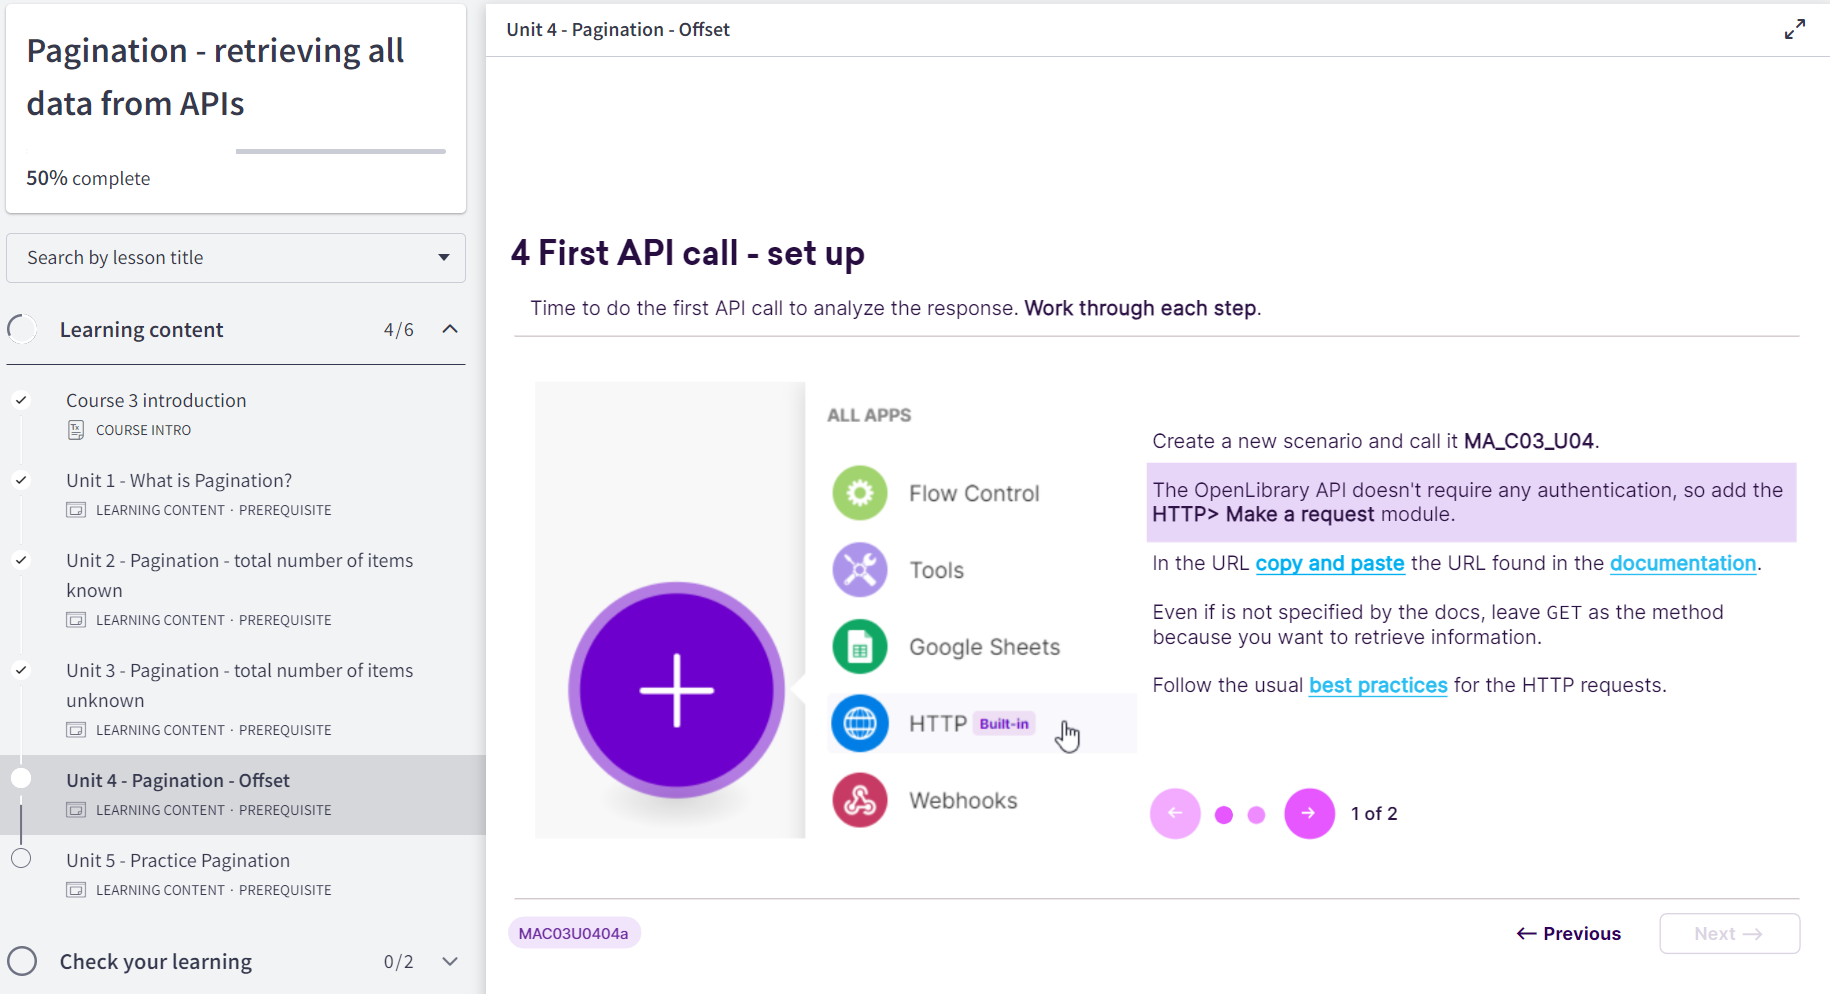 Pagination - retrieving all
data from APIs
50% complete
Search by lesson title
Learning content 4/6
Course 3 introduction
COURSE INTRO
Unit 1 - What is Pagination?
LEARNING CONTENT · PREREQUISITE
Unit 2 - Pagination - total number of items
known
LEARNING CONTENT · PREREQUISITE
Unit 3 - Pagination - total number of items
unknown
LEARNING CONTENT · PREREQUISITE
Unit 4 - Pagination - Offset
LEARNING CONTENT · PREREQUISITE
Unit 5 - Practice Pagination
LEARNING CONTENT · PREREQUISITE
Check your learning 0/2
Unit 4 - Pagination - Offset
4 First API call - set up
Time to do the first API call to analyze the response. Work through each step.
ALL APPS
Flow Control
Tools
Google Sheets
HTTP Built-in
Webhooks
Create a new scenario and call it MA_C03_U04.
The OpenLibrary API doesn't require any authentication, so add the
HTTP> Make a request module.
In the URL copy and paste the URL found in the documentation.
Even if is not specified by the docs, leave GET as the method
because you want to retrieve information.
Follow the usual best practices for the HTTP requests.
1 of 2
MAC03U0404a
← Previous
Next →